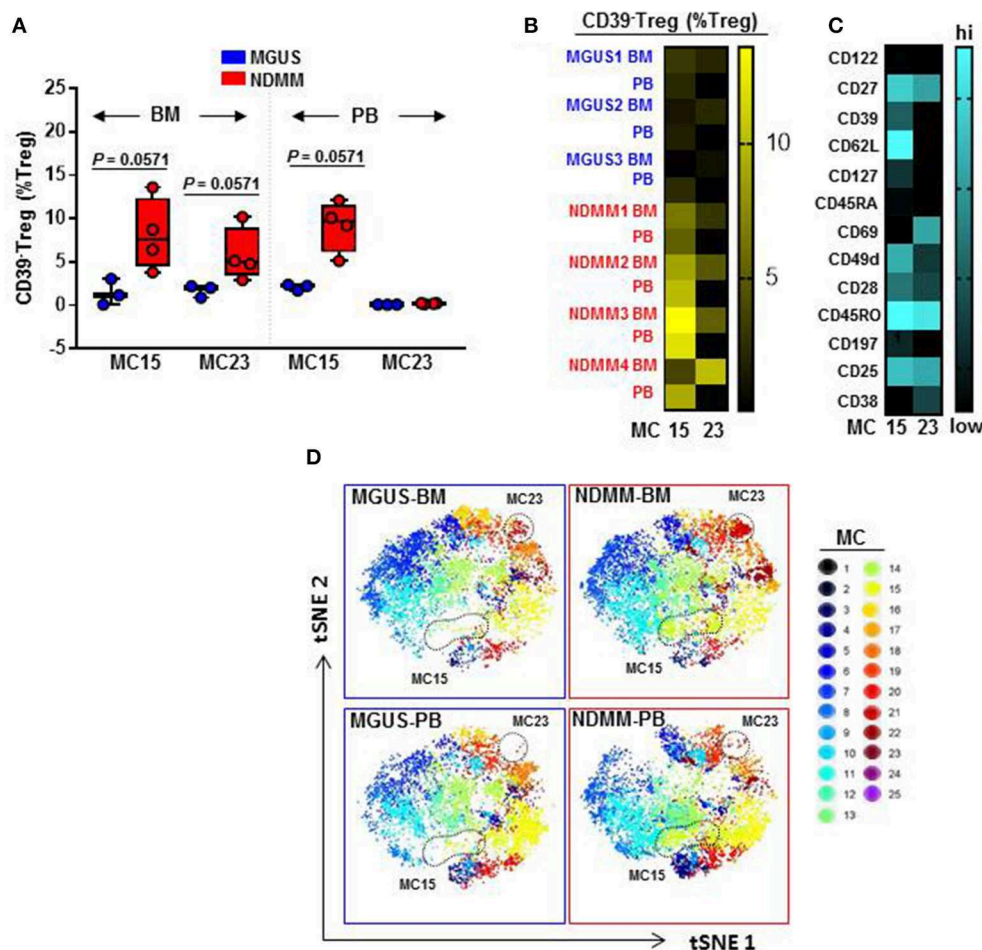 A
MGUS
NDMM
25
20
15
10
5
0
-5
CD39-Treg (%Treg)
BM
PB
P = 0.0571
P = 0.0571
P = 0.0571
MC15
MC23
MC15
MC23
B
CD39-Treg (%Treg)
MGUS1 BM
PB
MGUS2 BM
PB
MGUS3 BM
PB
NDMM1 BM
PB
NDMM2 BM
PB
NDMM3 BM
PB
NDMM4 BM
PB
MC 15 23
10
5
C
hi
CD122
CD27
CD39
CD62L
CD127
CD45RA
CD69
CD49d
CD28
CD45RO
CD197
CD25
CD38
MC 15 23
low
D
MGUS-BM
MC23
MC15
NDMM-BM
MC23
MC15
MGUS-PB
MC23
MC15
NDMM-PB
MC23
MC15
tSNE 2
tSNE 1
MC
1
2
3
4
5
6
7
8
9
10
11
12
13
14
15
16
17
18
19
20
21
22
23
24
25